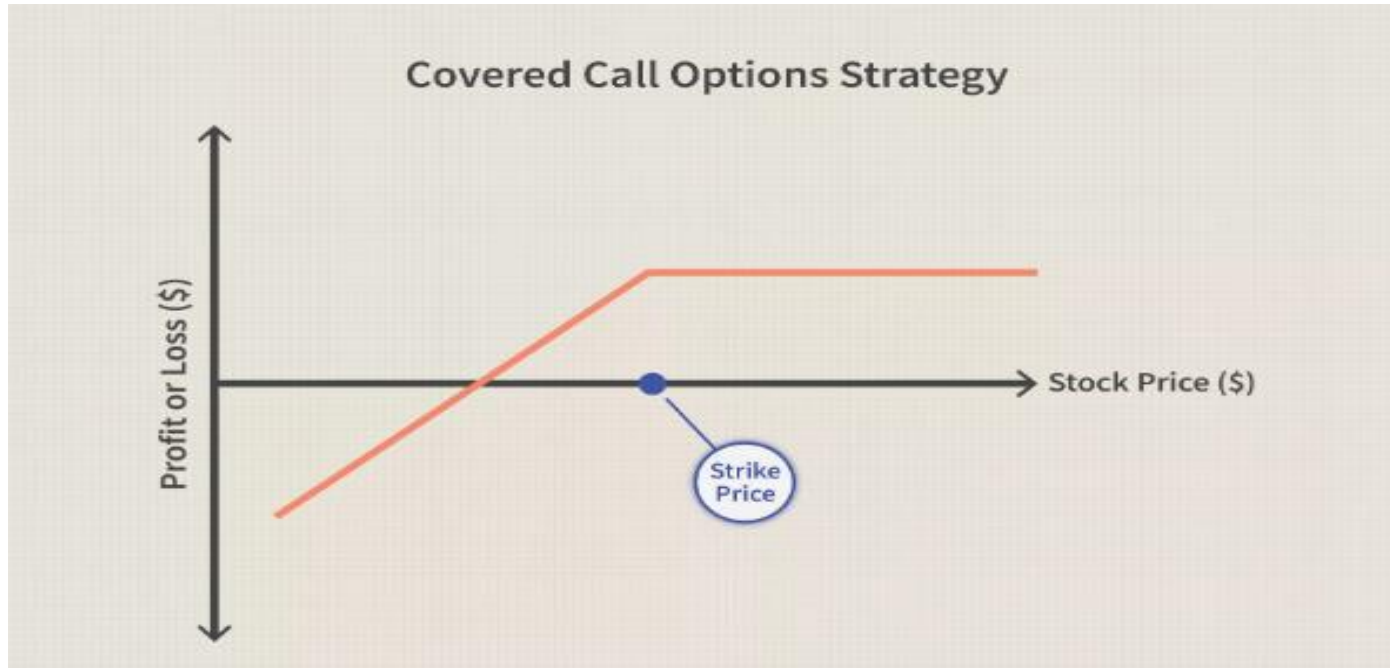 Covered Call Options Strategy
Profit or Loss ($)
Stock Price ($)
Strike
Price